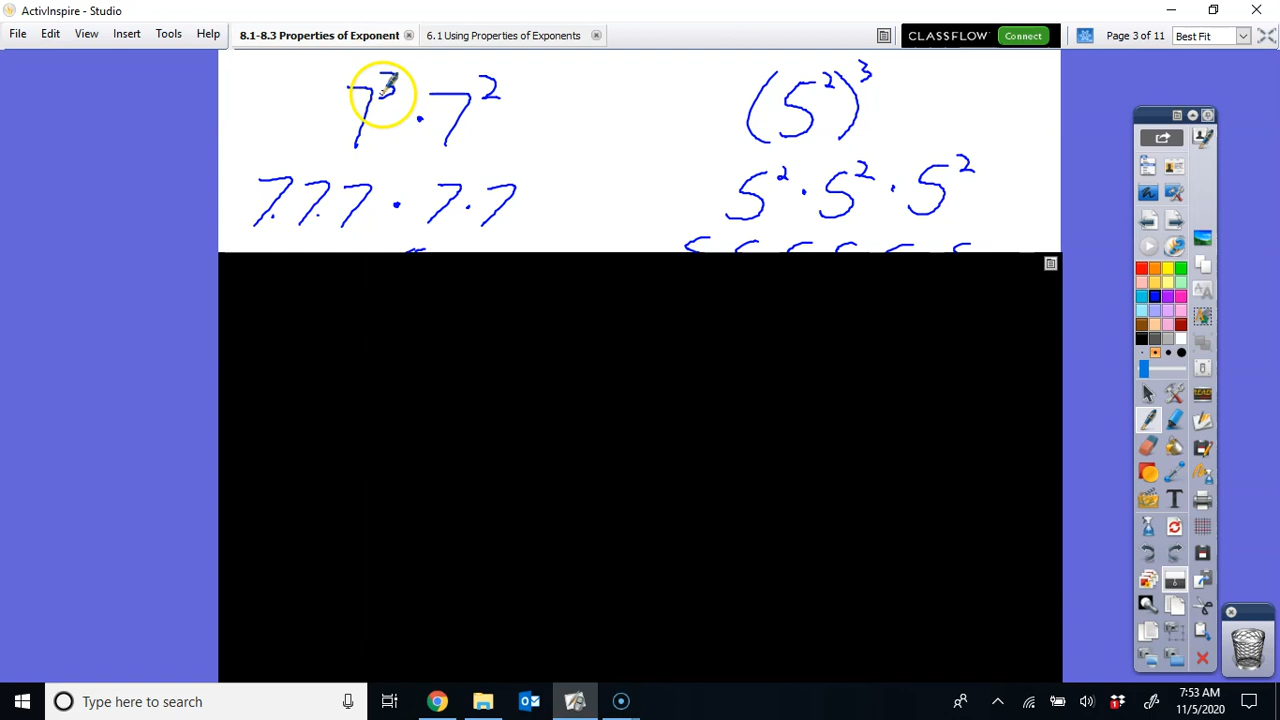 ActivInspire - Studio
File Edit View Insert Tools Help 8.1-8.3 Properties of Exponent 6.1 Using Properties of Exponents CLASSFLOW Connect Page 3 of 11 Best Fit
7³ · 7²
7.7.7 · 7.7
(5²)³
5² · 5² · 5²
Type here to search
7:53 AM
11/5/2020